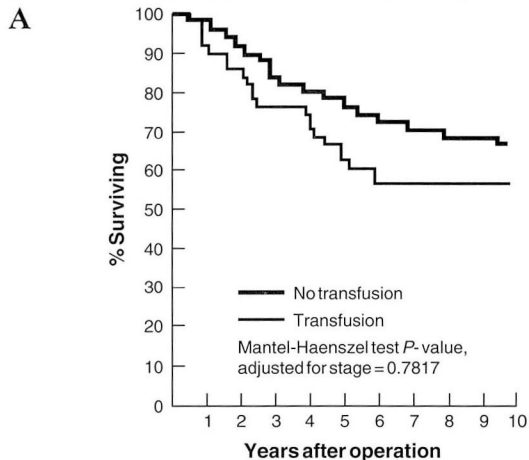 A
100
90
80
70
60
50
40
30
20
10
0
% Surviving
No transfusion
Transfusion
Mantel-Haenszel test P-value,
adjusted for stage = 0.7817
1 2 3 4 5 6 7 8 9 10
Years after operation